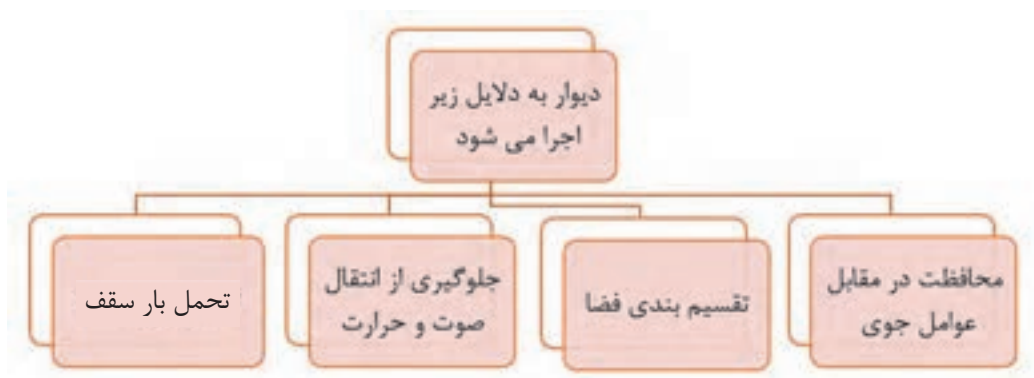 دیوار به دلایل زیر
اجرا می شود
محافظت در مقابل
عوامل جوی
تقسیم بندی فضا
جلوگیری از انتقال
صوت و حرارت
تحمل بار سقف